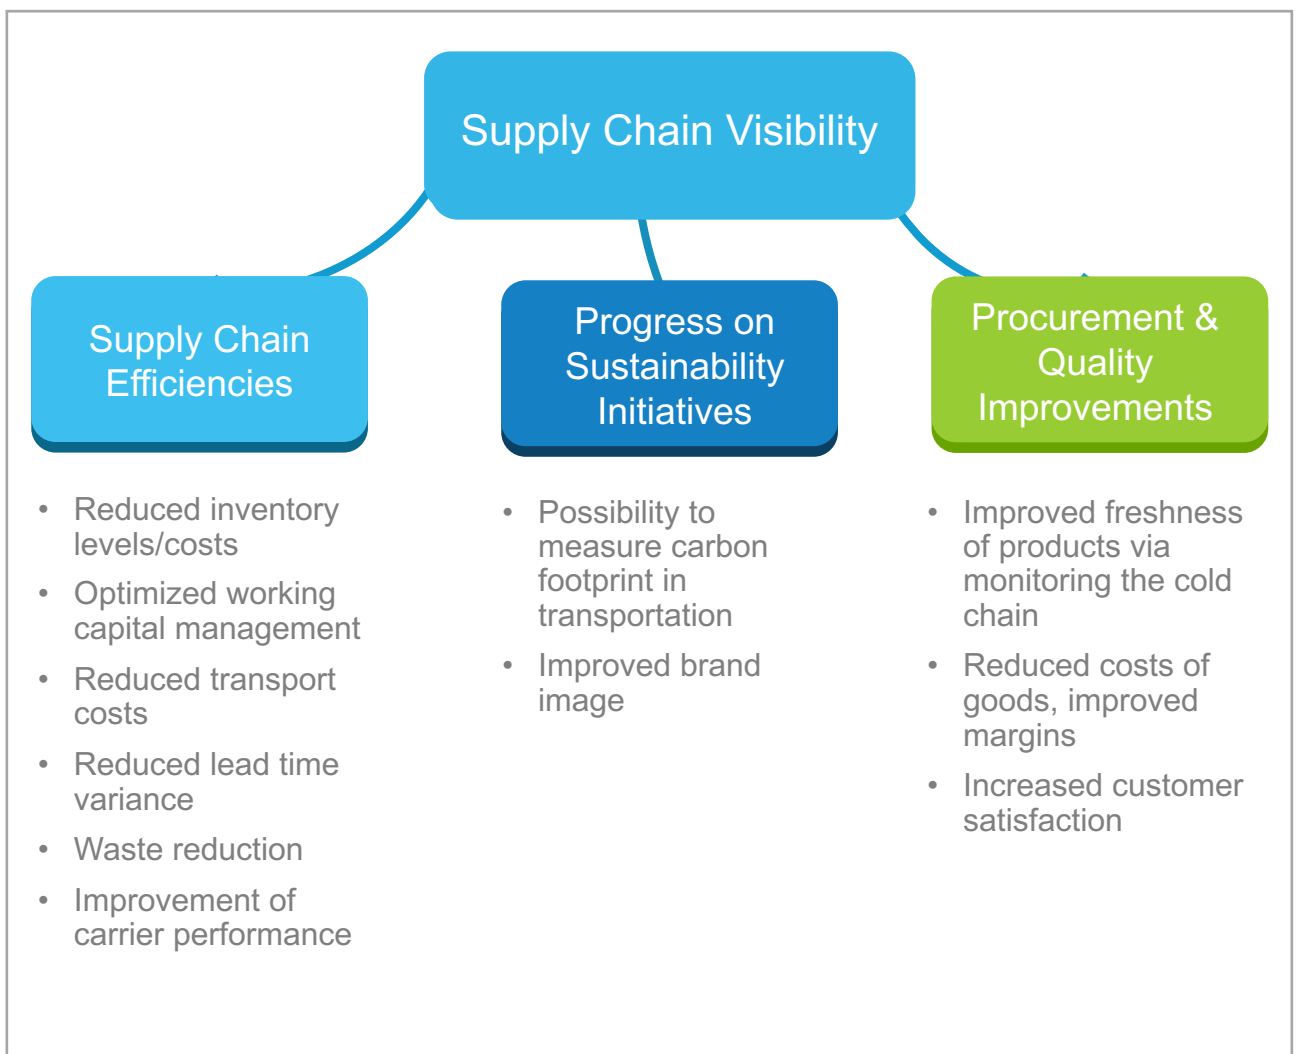 Supply Chain Visibility
Supply Chain
Efficiencies
• Reduced inventory
levels/costs
• Optimized working
capital management
• Reduced transport
costs
• Reduced lead time
variance
• Waste reduction
• Improvement of
carrier performance
Progress on
Sustainability
Initiatives
• Possibility to
measure carbon
footprint in
transportation
• Improved brand
image
Procurement &
Quality
Improvements
• Improved freshness
of products via
monitoring the cold
chain
• Reduced costs of
goods, improved
margins
• Increased customer
satisfaction